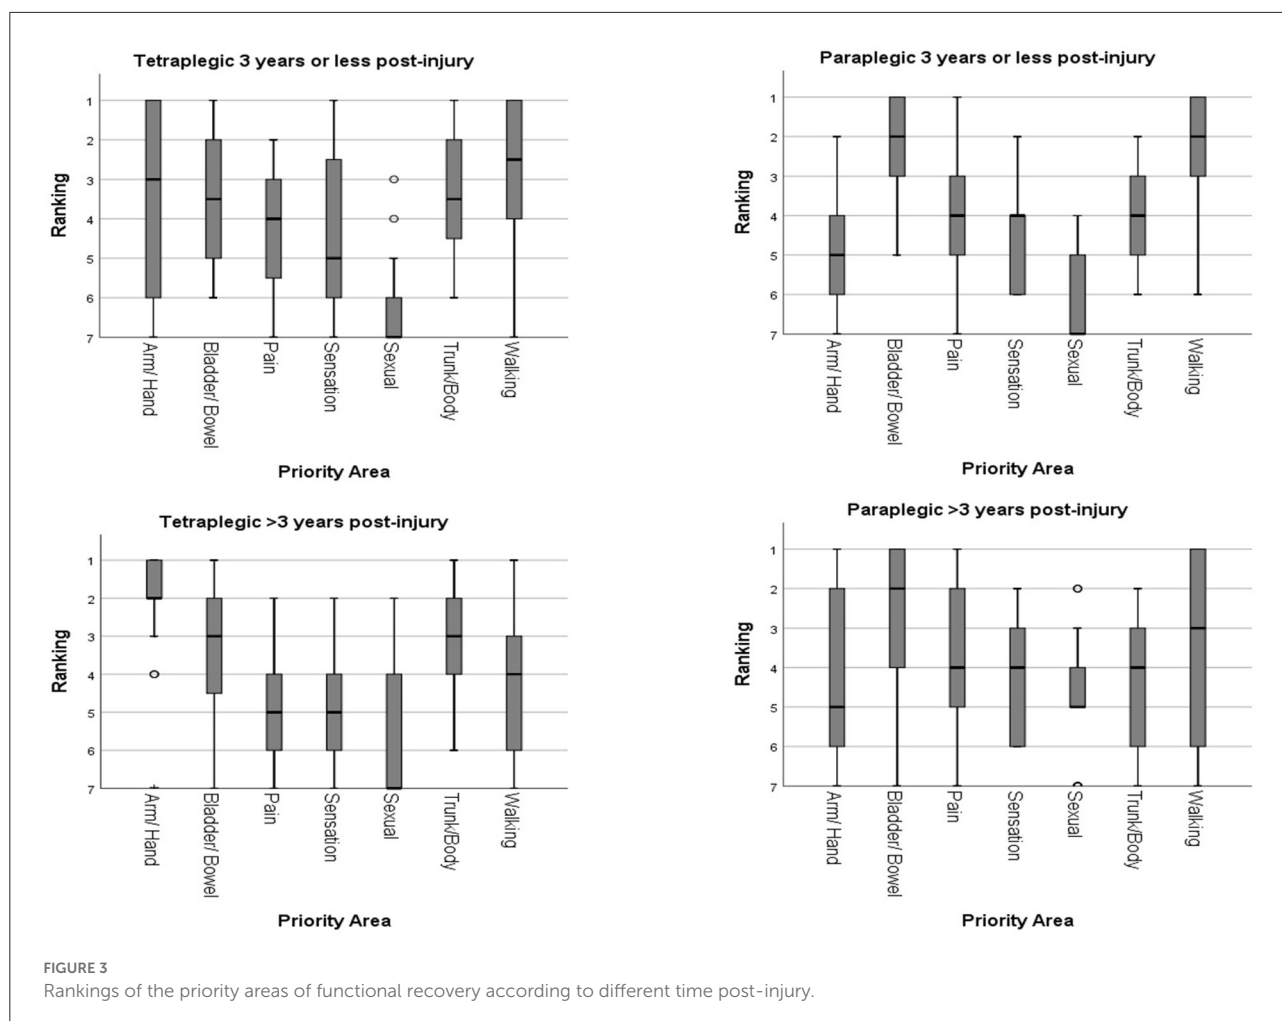 Tetraplegic 3 years or less post-injury
Ranking
1
2
3
4
5
6
7
Arm/ Hand
Bladder/ Bowel
Pain
Sensation
Sexual
Trunk/Body
Walking
Priority Area
Paraplegic 3 years or less post-injury
Ranking
1
2
3
4
5
6
7
Arm/ Hand
Bladder/ Bowel
Pain
Sensation
Sexual
Trunk/Body
Walking
Priority Area
Tetraplegic >3 years post-injury
Ranking
1
2
3
4
5
6
7
Arm/ Hand
Bladder/ Bowel
Pain
Sensation
Sexual
Trunk/Body
Walking
Priority Area
Paraplegic >3 years post-injury
Ranking
1
2
3
4
5
6
7
Arm/ Hand
Bladder/ Bowel
Pain
Sensation
Sexual
Trunk/Body
Walking
Priority Area
FIGURE 3
Rankings of the priority areas of functional recovery according to different time post-injury.